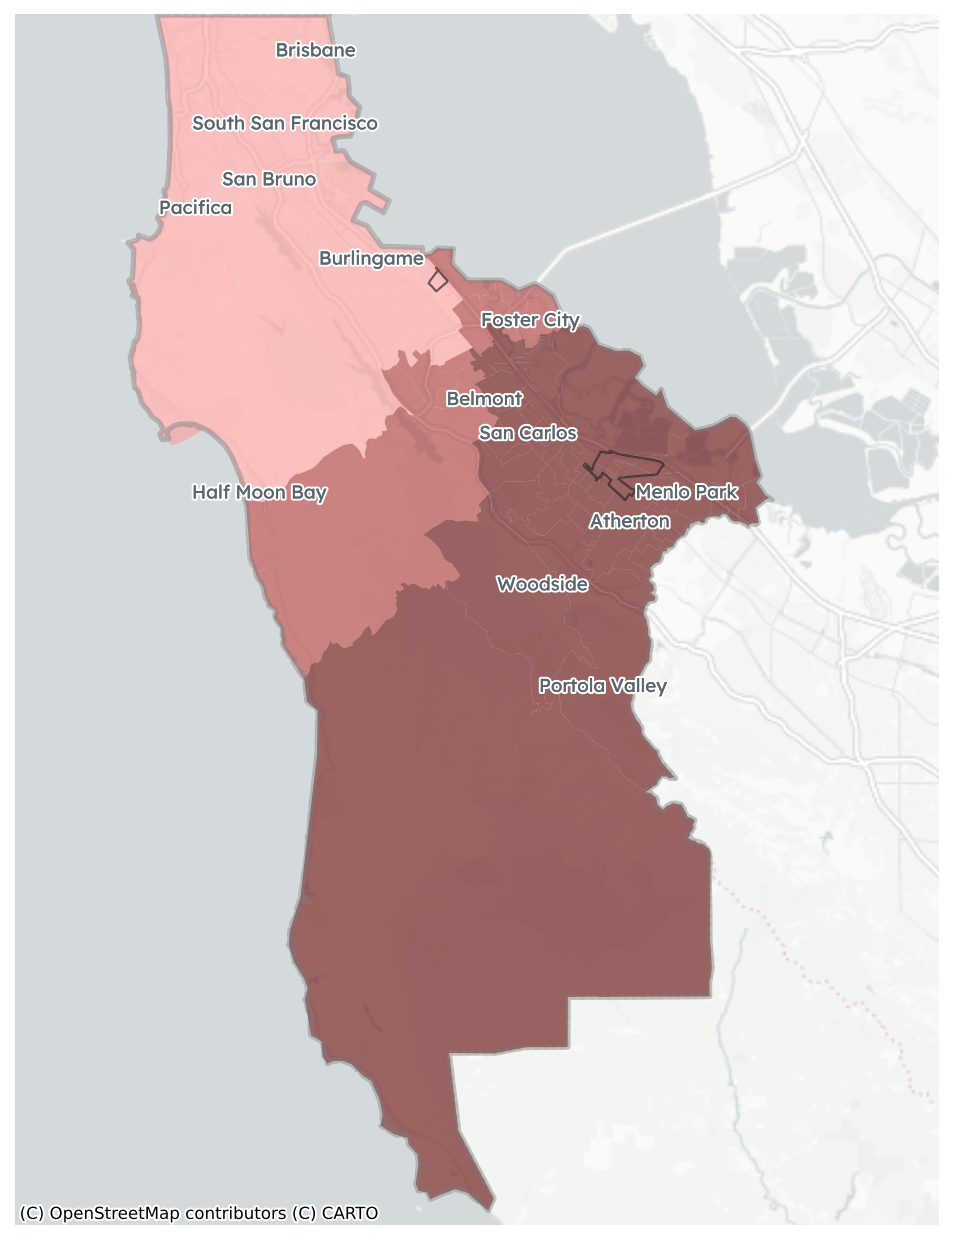 Brisbane
South San Francisco
San Bruno
Pacifica
Burlingame
Foster City
Belmont
San Carlos
Half Moon Bay
Menlo Park
Atherton
Woodside
Portola Valley
(C) OpenStreetMap contributors (C) CARTO